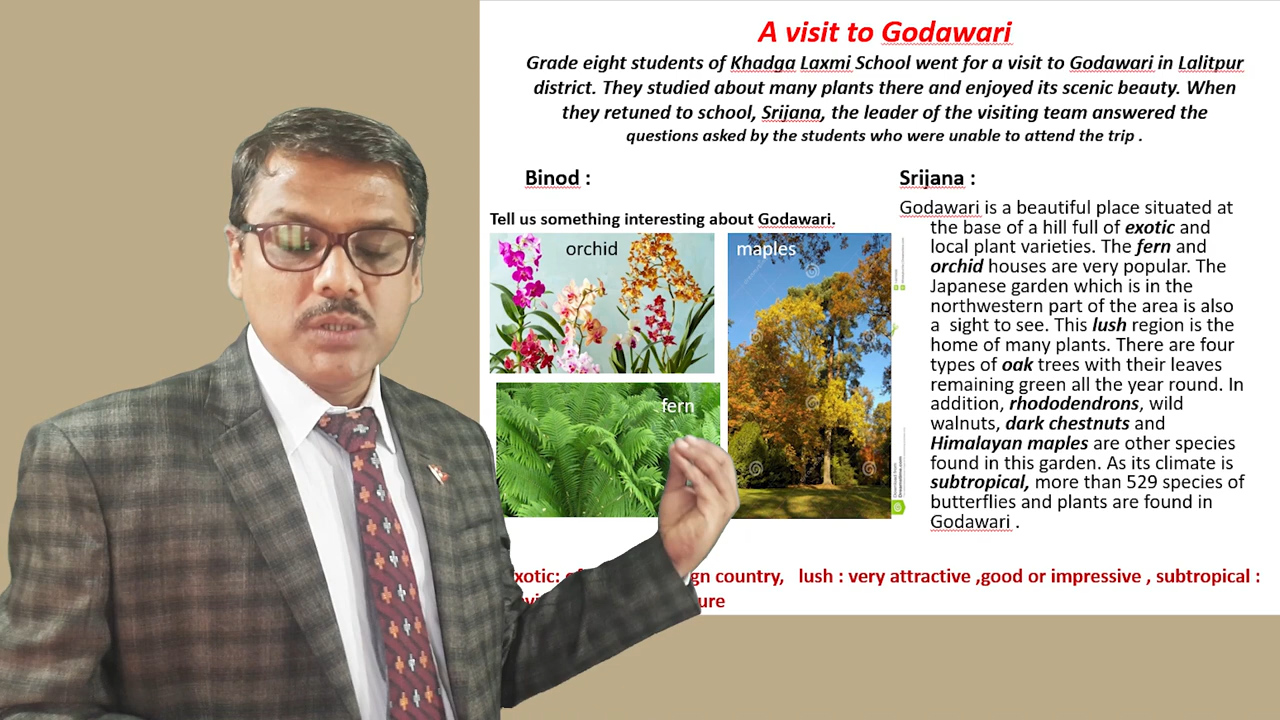 A visit to Godawari
Grade eight students of Khadga Laxmi School went for a visit to Godawari in Lalitpur
district. They studied about many plants there and enjoyed its scenic beauty. When
they retuned to school, Srijana, the leader of the visiting team answered the
questions asked by the students who were unable to attend the trip .
Binod :
Tell us something interesting about Godawari.
orchid
maples
fern
Srijana :
Godawari is a beautiful place situated at
the base of a hill full of exotic and
local plant varieties. The fern and
orchid houses are very popular. The
Japanese garden which is in the
northwestern part of the area is also
a  sight to see. This lush region is the
home of many plants. There are four
types of oak trees with their leaves
remaining green all the year round. In
addition, rhododendrons, wild
walnuts, dark chestnuts and
Himalayan maples are other species
found in this garden. As its climate is
subtropical, more than 529 species of
butterflies and plants are found in
Godawari .
country,   lush : very attractive ,good or impressive , subtropical :